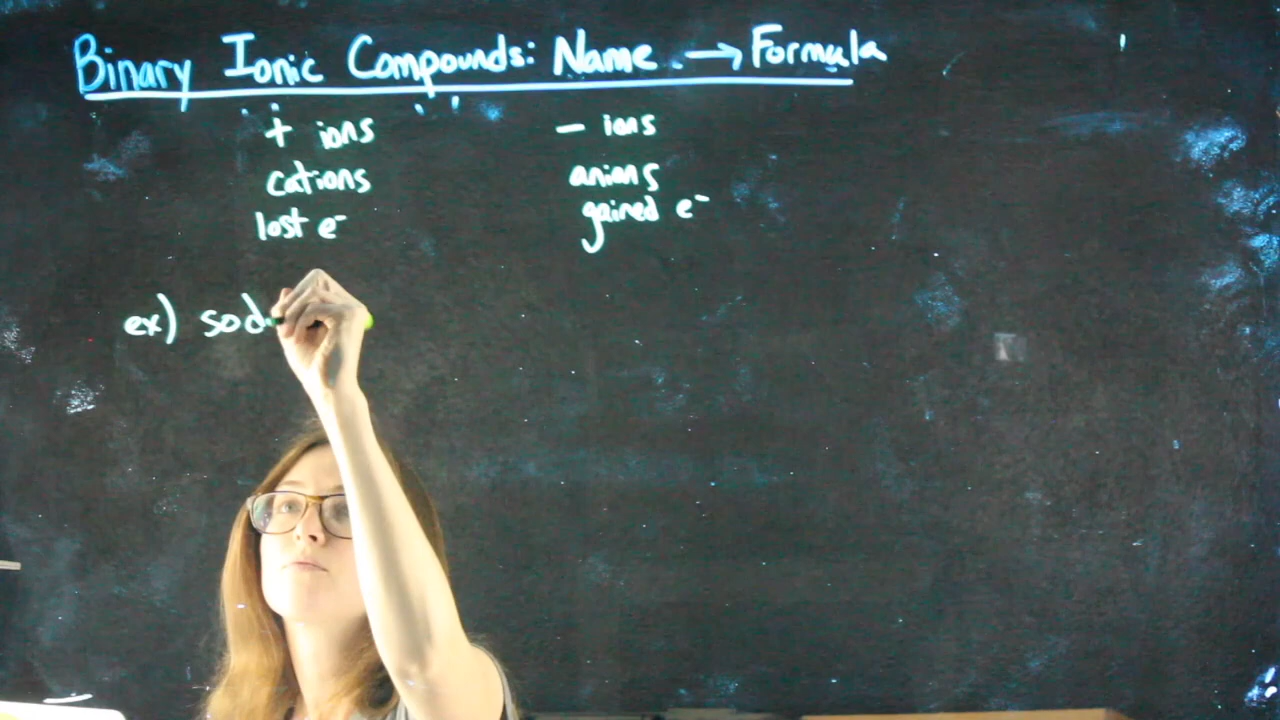 Binary Ionic Compounds: Name → Formula
+ ions
cations
lost e⁻
− ions
anions
gained e⁻
ex) sod